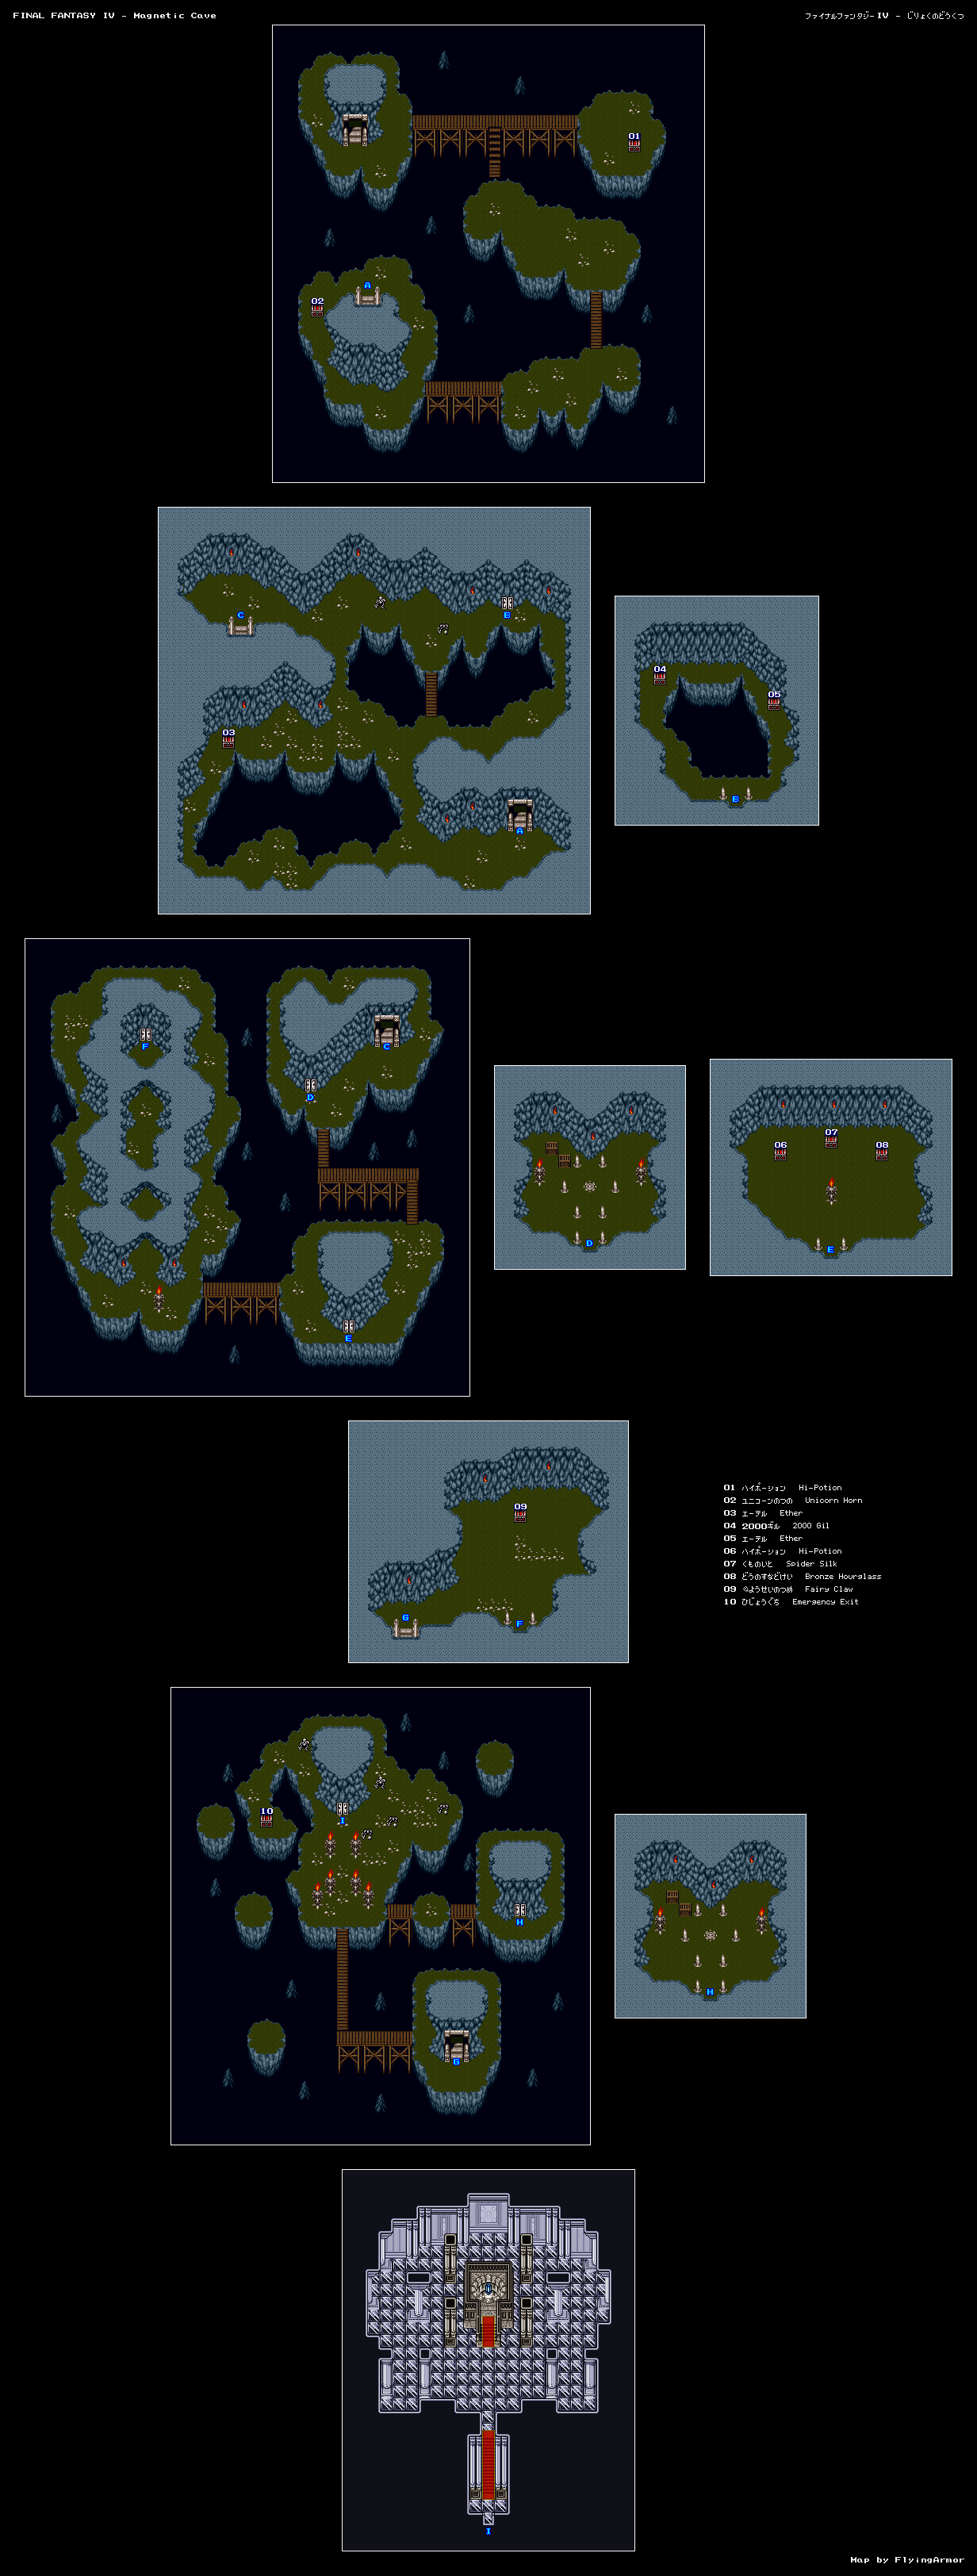 FINAL FANTASY IV - Magnetic Cave
ファイナルファンタジーIV - じりょくのどうくつ
01
A
02
C
B
04
05
03
B
A
F
C
D
07
06
08
D
E
E
09
G
F
01 ハイポーション Hi-Potion
02 ユニコーンのつの Unicorn Horn
03 エーテル Ether
04 2000ギル 2000 Gil
05 エーテル Ether
06 ハイポーション Hi-Potion
07 くものいと Spider Silk
08 どうのすなどけい Bronze Hourglass
09 ようせいのつめ Fairy Claw
10 ひじょうぐち Emergency Exit
10
I
H
H
G
I
Map by FlyingArmor